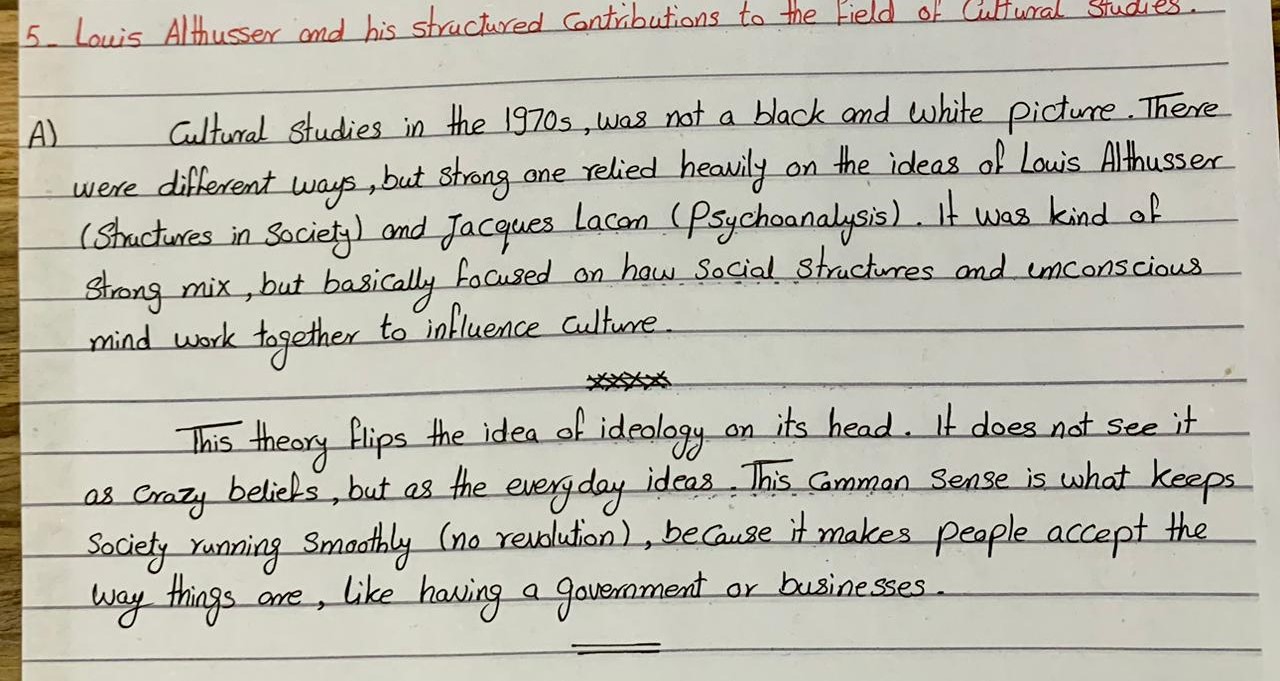 5- Louis Althusser and his structured Contributions to the Field of Cultural Studies.
A) Cultural Studies in the 1970s, was not a black and white picture. There
were different ways, but strong one relied heavily on the ideas of Louis Althusser
(Structures in Society) and Jacques Lacan (Psychoanalysis). It was kind of
strong mix, but basically focused on how social structures and unconscious
mind work together to influence culture.
This theory flips the idea of ideology on its head. It does not see it
as crazy beliefs, but as the everyday ideas. This Common Sense is what keeps
Society running smoothly (no revolution), because it makes people accept the
way things are, like having a government or businesses.